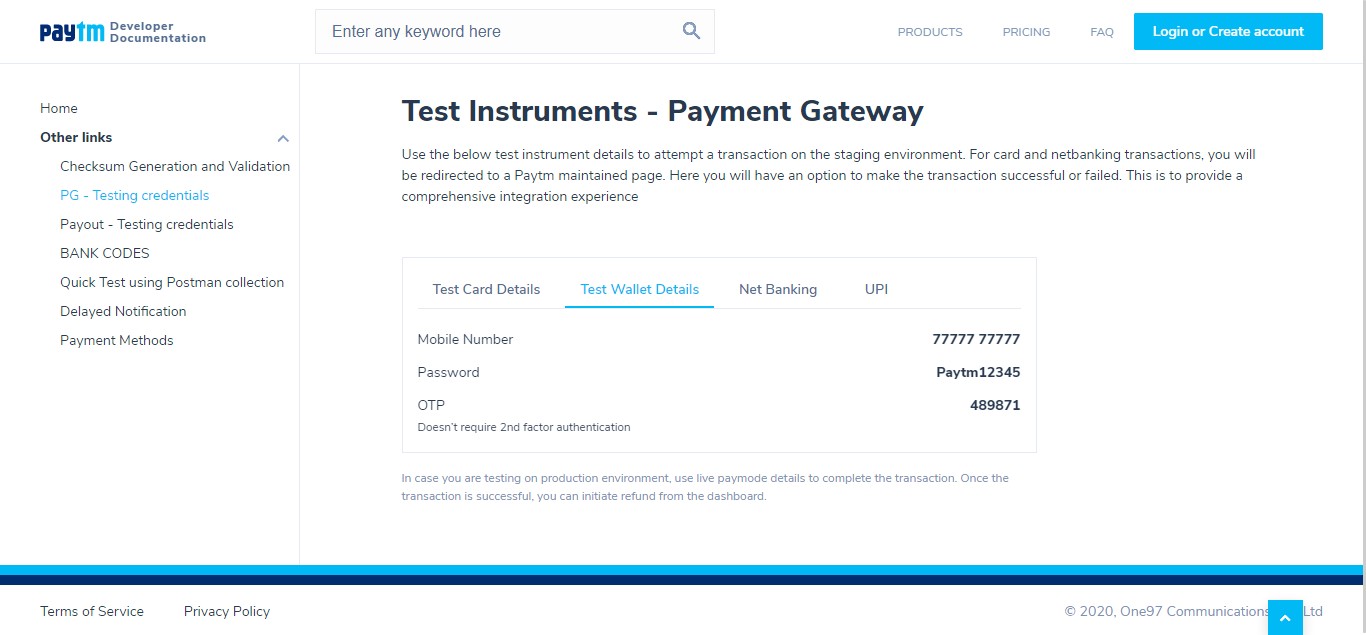 paytm Developer Documentation
Enter any keyword here
PRODUCTS
PRICING
FAQ
Login or Create account
Home
Other links
Checksum Generation and Validation
PG - Testing credentials
Payout - Testing credentials
BANK CODES
Quick Test using Postman collection
Delayed Notification
Payment Methods
Test Instruments - Payment Gateway
Use the below test instrument details to attempt a transaction on the staging environment. For card and netbanking transactions, you will
be redirected to a Paytm maintained page. Here you will have an option to make the transaction successful or failed. This is to provide a
comprehensive integration experience
Test Card Details
Test Wallet Details
Net Banking
UPI
Mobile Number 77777 77777
Password Paytm12345
OTP 489871
Doesn't require 2nd factor authentication
In case you are testing on production environment, use live paymode details to complete the transaction. Once the
transaction is successful, you can initiate refund from the dashboard.
Terms of Service
Privacy Policy
© 2020, One97 Communications Ltd